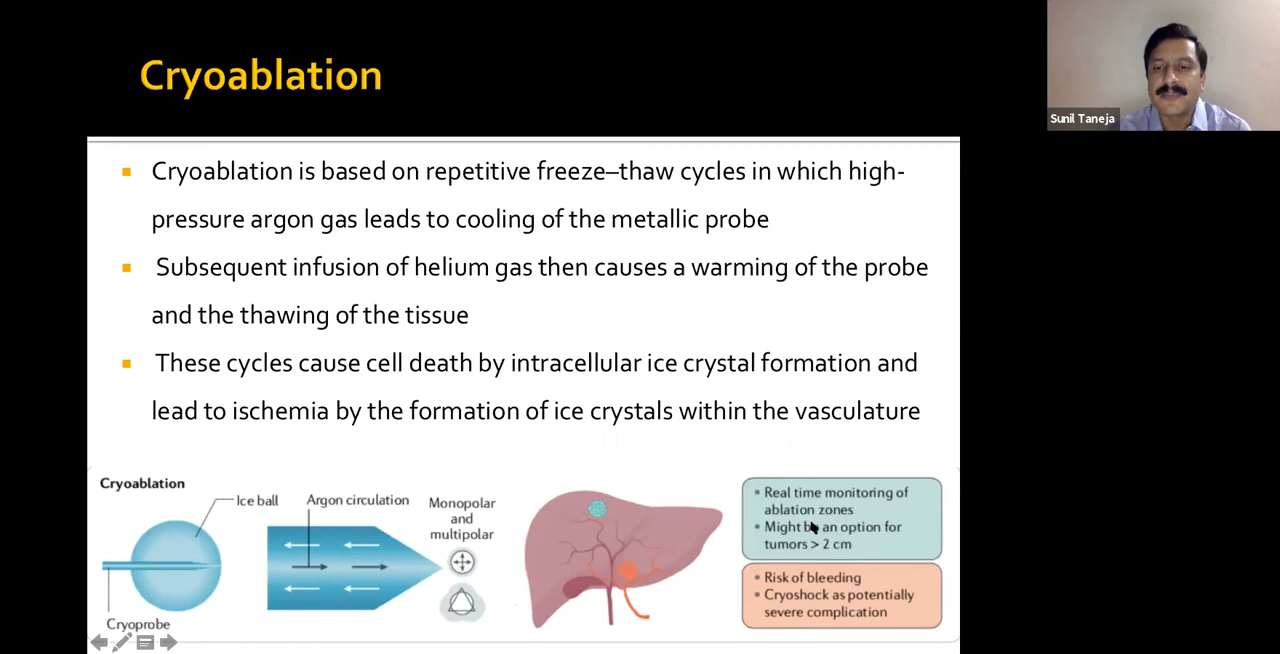 Cryoablation
Sunil Taneja
Cryoablation is based on repetitive freeze–thaw cycles in which high-
pressure argon gas leads to cooling of the metallic probe
Subsequent infusion of helium gas then causes a warming of the probe
and the thawing of the tissue
These cycles cause cell death by intracellular ice crystal formation and
lead to ischemia by the formation of ice crystals within the vasculature
Cryoablation
Ice ball
Cryoprobe
Argon circulation
Monopolar
and
multipolar
Real time monitoring of
ablation zones
Might be an option for
tumors > 2 cm
Risk of bleeding
Cryoshock as potentially
severe complication